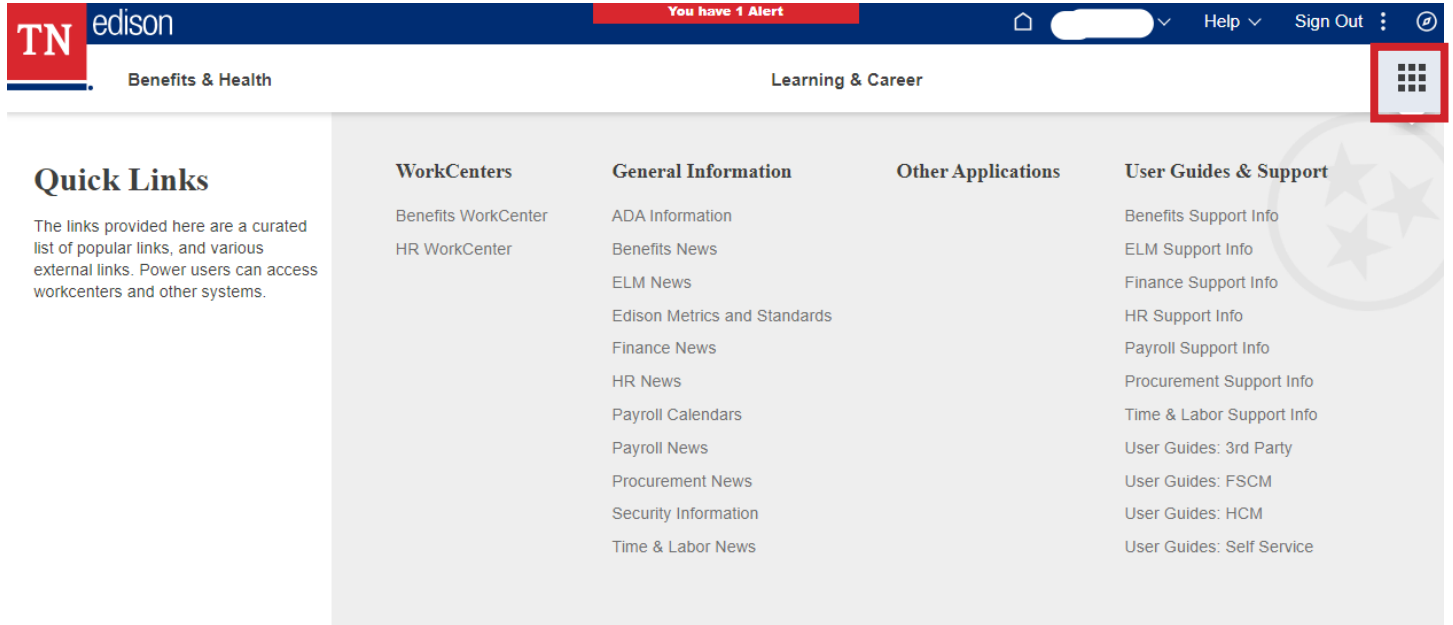 TN
edison
You have 1 Alert
Help
Sign Out
Benefits & Health
Learning & Career
Quick Links
The links provided here are a curated
list of popular links, and various
external links. Power users can access
workcenters and other systems.
WorkCenters
Benefits WorkCenter
HR WorkCenter
General Information
ADA Information
Benefits News
ELM News
Edison Metrics and Standards
Finance News
HR News
Payroll Calendars
Payroll News
Procurement News
Security Information
Time & Labor News
Other Applications
User Guides & Support
Benefits Support Info
ELM Support Info
Finance Support Info
HR Support Info
Payroll Support Info
Procurement Support Info
Time & Labor Support Info
User Guides: 3rd Party
User Guides: FSCM
User Guides: HCM
User Guides: Self Service